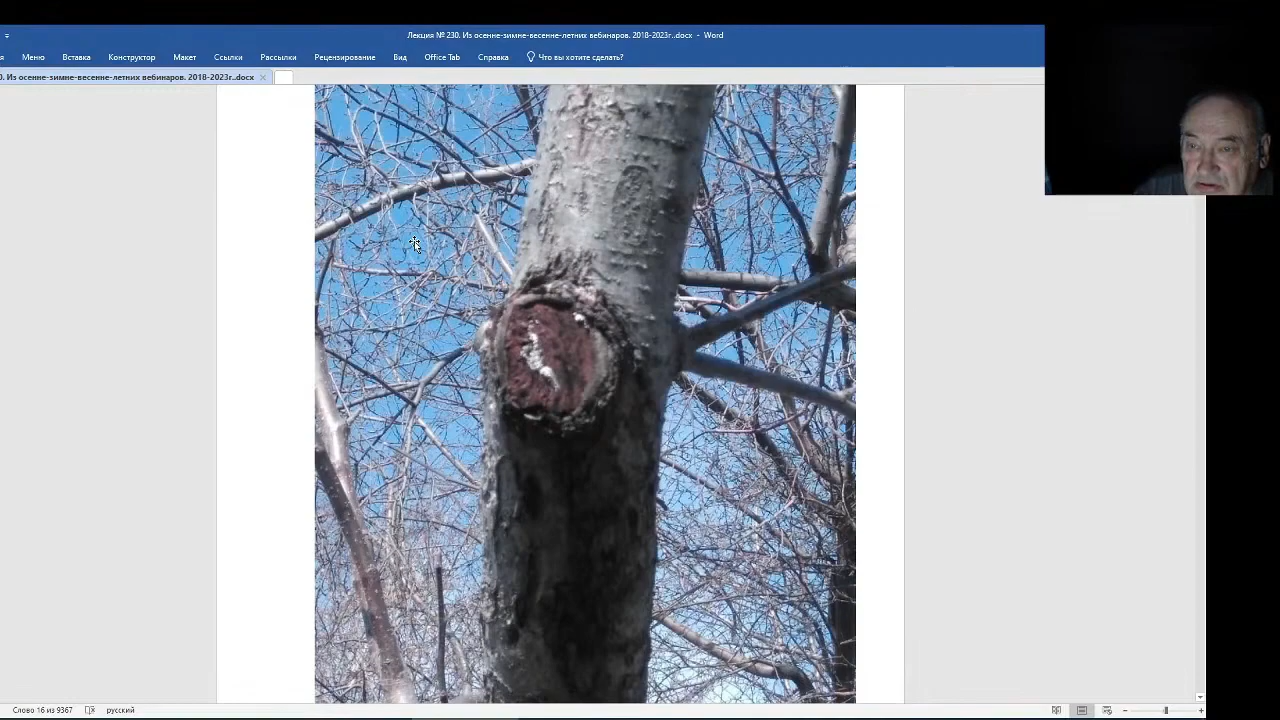 Лекция № 230. Из осенне-зимне-весенне-летних вебинаров. 2018-2023г..docx - Word
Меню Вставка Конструктор Макет Ссылки Рассылки Рецензирование Вид Office Tab Справка Что вы хотите сделать?
0. Из осенне-зимне-весенне-летних вебинаров. 2018-2023г..docx
Слово 16 из 9367 русский